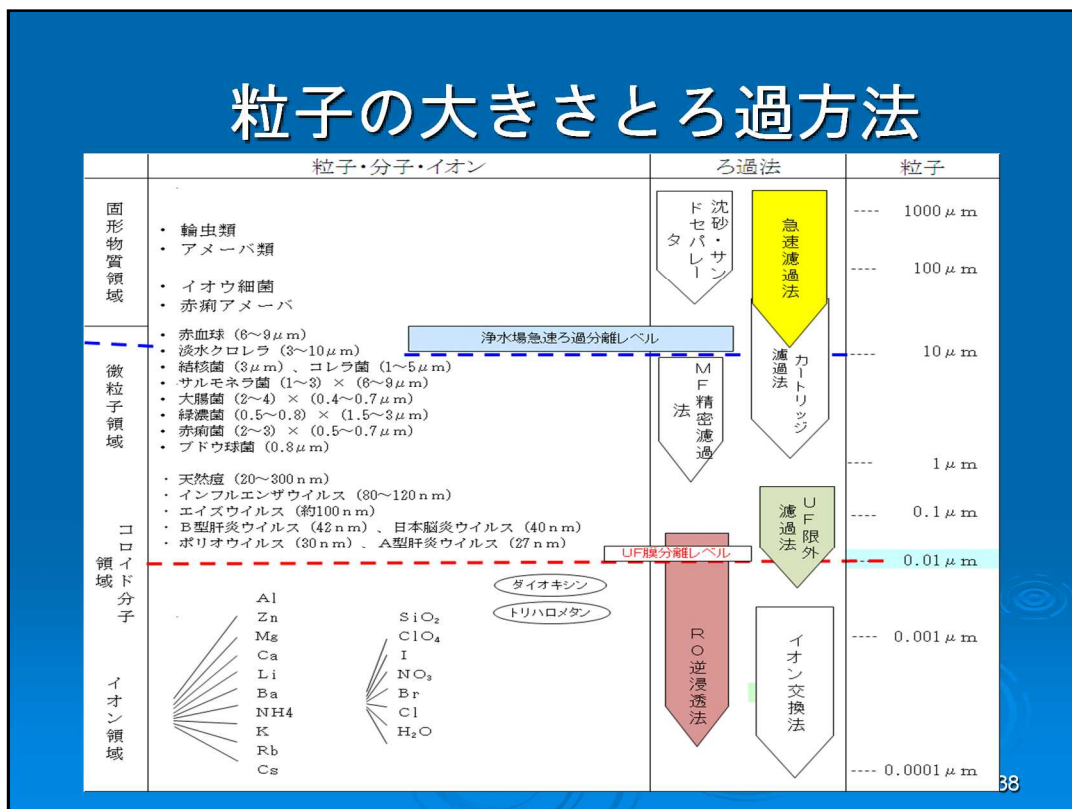 粒子の大きさとろ過方法
粒子・分子・イオン
ろ過法
粒子
固形物質領域
・ 輪虫類
・ アメーバ類
・ イオウ細菌
・ 赤痢アメーバ
沈砂・サンドセパレータ
急速濾過法
---- 1000μm
---- 100μm
微粒子領域
・ 赤血球（6～9μm）
・ 淡水クロレラ（3～10μm）
・ 結核菌（3μm）、コレラ菌（1～5μm）
・ サルモネラ菌（1～3）×（6～9μm）
・ 大腸菌（2～4）×（0.4～0.7μm）
・ 緑濃菌（0.5～0.8）×（1.5～3μm）
・ 赤痢菌（2～3）×（0.5～0.7μm）
・ ブドウ球菌（0.8μm）
浄水場急速ろ過分離レベル
MF精密濾過法
カートリッジ濾過法
10μm
---- 1μm
コロイド分子領域
・ 天然痘（20～300nm）
・ インフルエンザウイルス（80～120nm）
・ エイズウイルス（約100nm）
・ B型肝炎ウイルス（42nm）、日本脳炎ウイルス（40nm）
・ ポリオウイルス（30nm）、A型肝炎ウイルス（27nm）
UF膜分離レベル
UF限外濾過法
---- 0.1μm
---- 0.01μm
ダイオキシン
トリハロメタン
イオン領域
Al
Zn
Mg
Ca
Li
Ba
NH4
K
Rb
Cs
SiO₂
ClO₄
I
NO₃
Br
Cl
H₂O
RO逆浸透法
イオン交換法
---- 0.001μm
---- 0.0001μm
38